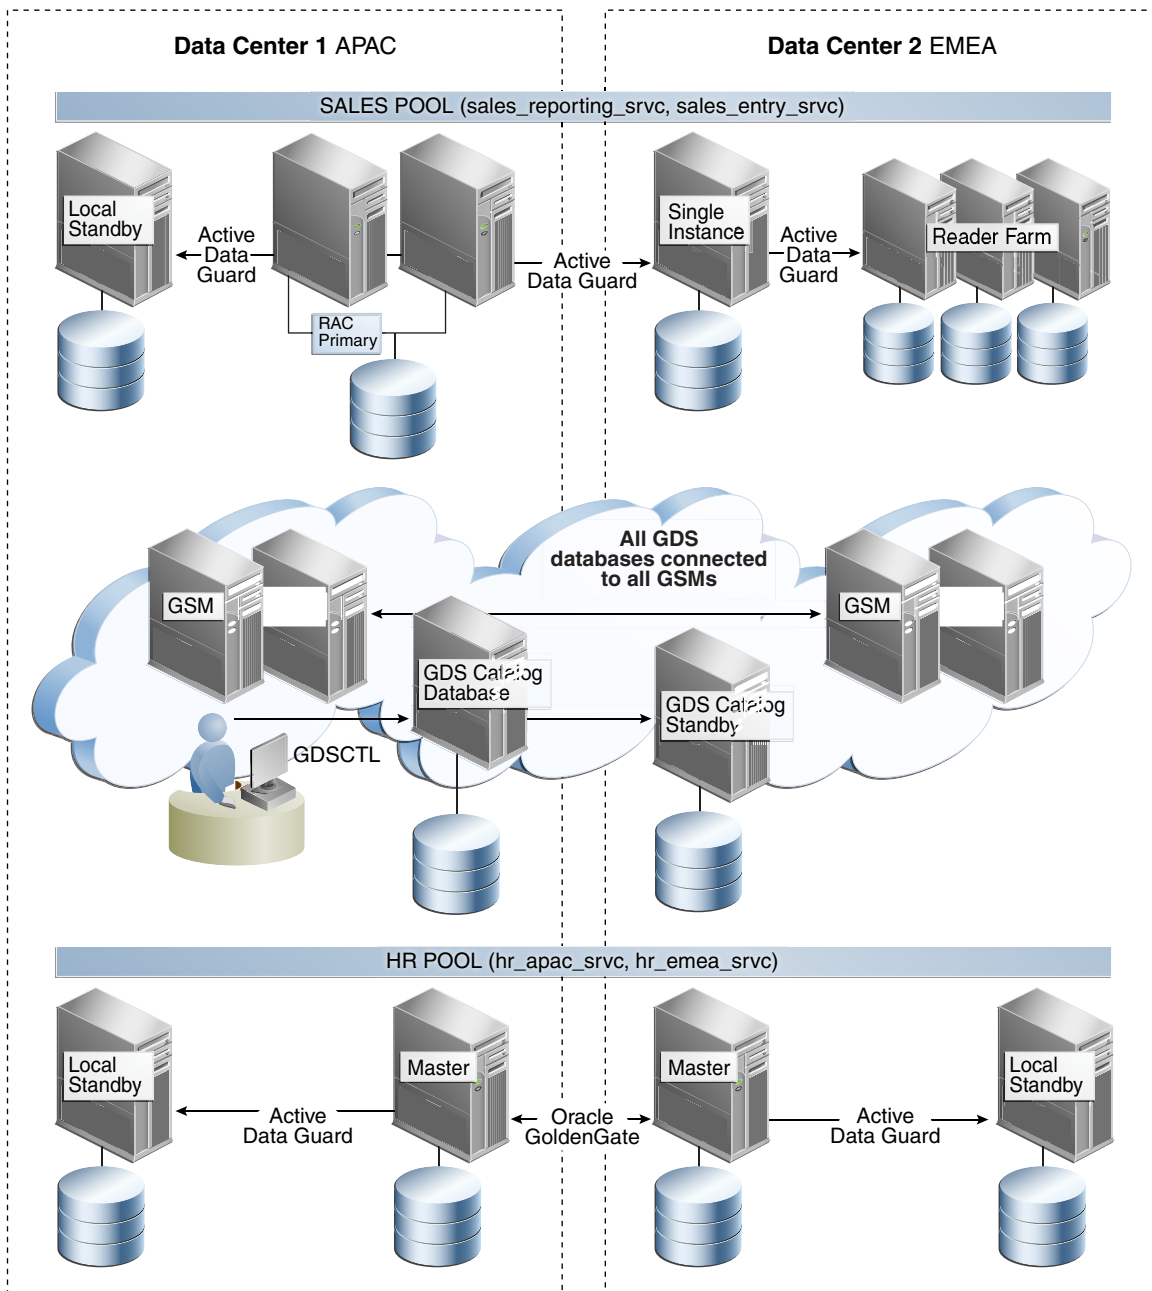 Data Center 1 APAC
Data Center 2 EMEA
SALES POOL (sales_reporting_srvc, sales_entry_srvc)
Local
Standby
Active
Data
Guard
RAC
Primary
Active
Data Guard
Single
Instance
Active
Data
Guard
Reader Farm
All GDS
databases connected
to all GSMs
GSM
GSM
GDS Catalog
Database
GDS Catalog
Standby
GDSCTL
HR POOL (hr_apac_srvc, hr_emea_srvc)
Local
Standby
Active
Data Guard
Master
Oracle
GoldenGate
Master
Active
Data Guard
Local
Standby